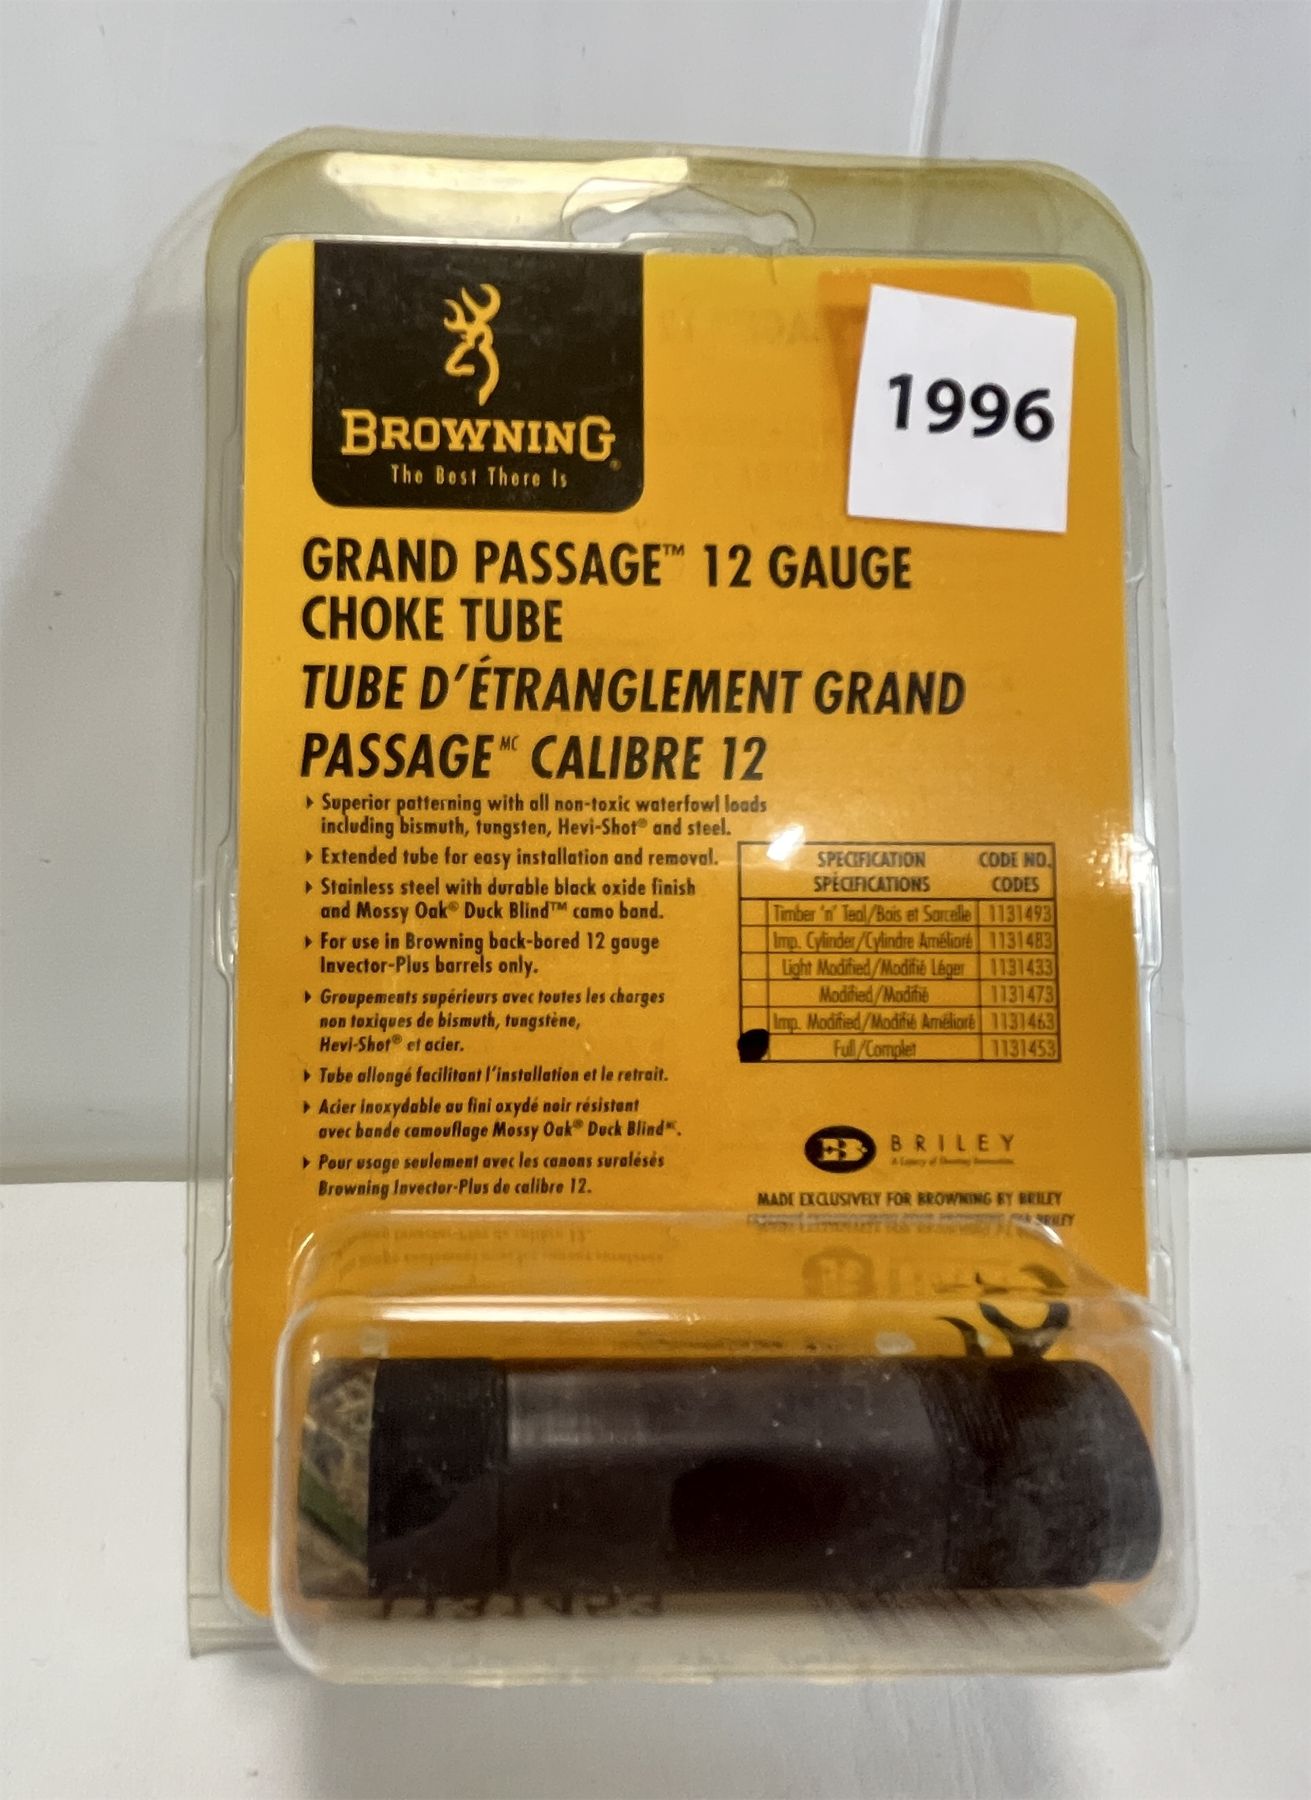 1996
BROWNING®
The Best There Is
GRAND PASSAGE™ 12 GAUGE
CHOKE TUBE
TUBE D'ÉTRANGLEMENT GRAND
PASSAGE MC CALIBRE 12
Superior patterning with all non-toxic waterfowl loads
including bismuth, tungsten, Hevi-Shot® and steel.
Extended tube for easy installation and removal.
Stainless steel with durable black oxide finish
and Mossy Oak® Duck Blind™ camo band.
For use in Browning back-bored 12 gauge
Invector-Plus barrels only.
Groupements supérieurs avec toutes les charges
non toxiques de bismuth, tungstène,
Hevi-Shot® et acier.
Tube allongé facilitant l'installation et le retrait.
Acier inoxydable au fini oxydé noir résistant
avec bande camouflage Mossy Oak® Duck Blind MC.
Pour usage seulement avec les canons suralésés
Browning Invector-Plus de calibre 12.
SPECIFICATION CODE NO.
SPÉCIFICATIONS CODES
Timber 'n' Teal/Bois et Sarcelle 1131493
Imp. Cylinder/Cylindre Amélioré 1131483
Light Modified/Modifié Léger 1131433
Modified/Modifié 1131473
Imp. Modified/Modifié Amélioré 1131463
Full/Complet 1131453
BRILEY
MADE EXCLUSIVELY FOR BROWNING BY BRILEY